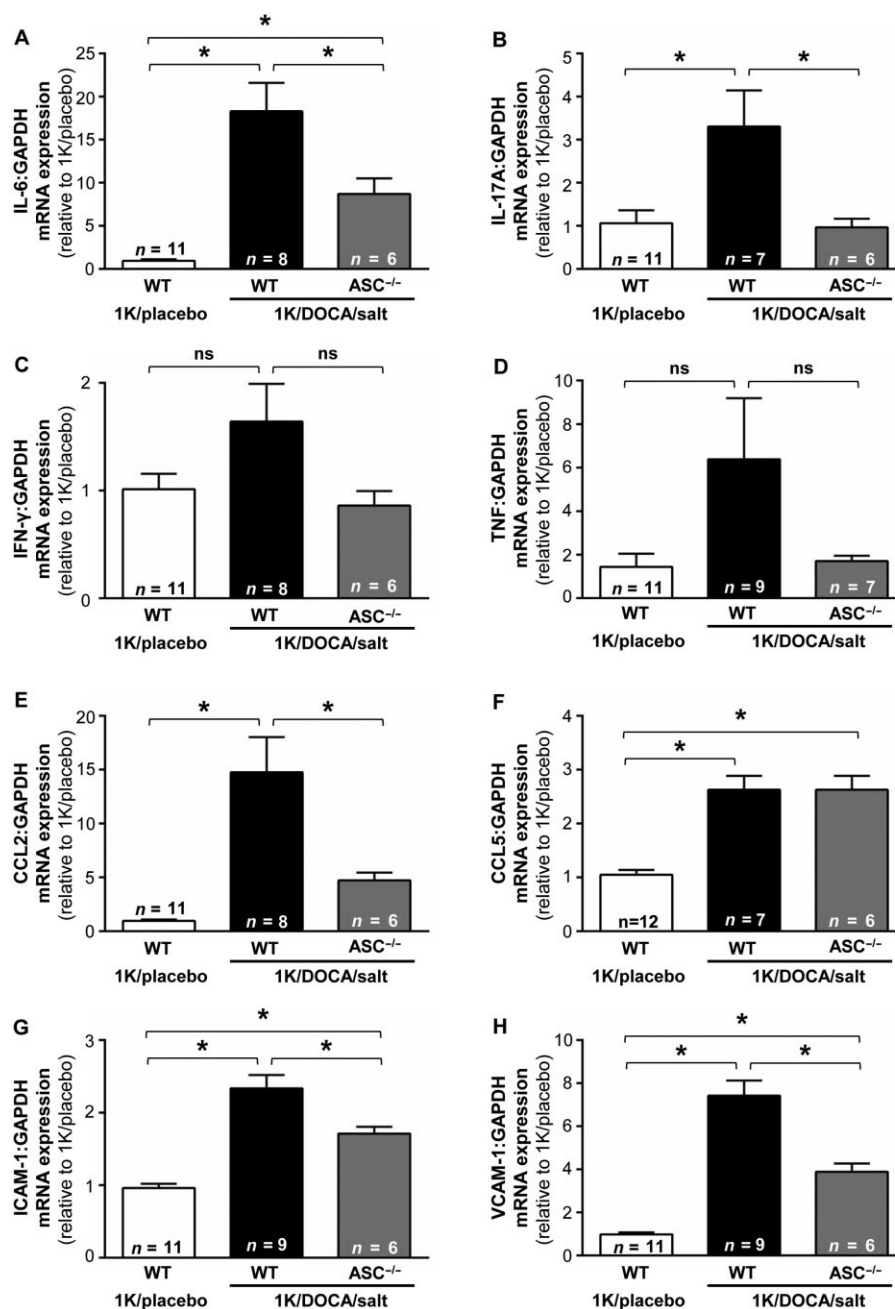 A
IL-6:GAPDH
mRNA expression
(relative to 1K/placebo)
25
20
15
10
5
0
*
*
*
n = 11
n = 8
n = 6
WT
WT
ASC−/−
1K/placebo
1K/DOCA/salt
B
IL-17A:GAPDH
mRNA expression
(relative to 1K/placebo)
5
4
3
2
1
0
*
*
n = 11
n = 7
n = 6
WT
WT
ASC−/−
1K/placebo
1K/DOCA/salt
C
IFN-γ:GAPDH
mRNA expression
(relative to 1K/placebo)
2
1
0
ns
ns
n = 11
n = 8
n = 6
WT
WT
ASC−/−
1K/placebo
1K/DOCA/salt
D
TNF:GAPDH
mRNA expression
(relative to 1K/placebo)
10
8
6
4
2
0
ns
ns
n = 11
n = 9
n = 7
WT
WT
ASC−/−
1K/placebo
1K/DOCA/salt
E
CCL2:GAPDH
mRNA expression
(relative to 1K/placebo)
20
15
10
5
0
*
*
n = 11
n = 8
n = 6
WT
WT
ASC−/−
1K/placebo
1K/DOCA/salt
F
CCL5:GAPDH
mRNA expression
(relative to 1K/placebo)
4
3
2
1
0
*
*
n=12
n = 7
n = 6
WT
WT
ASC−/−
1K/placebo
1K/DOCA/salt
G
ICAM-1:GAPDH
mRNA expression
(relative to 1K/placebo)
3
2
1
0
*
*
*
n = 11
n = 9
n = 6
WT
WT
ASC−/−
1K/placebo
1K/DOCA/salt
H
VCAM-1:GAPDH
mRNA expression
(relative to 1K/placebo)
10
8
6
4
2
0
*
*
*
n = 11
n = 9
n = 6
WT
WT
ASC−/−
1K/placebo
1K/DOCA/salt